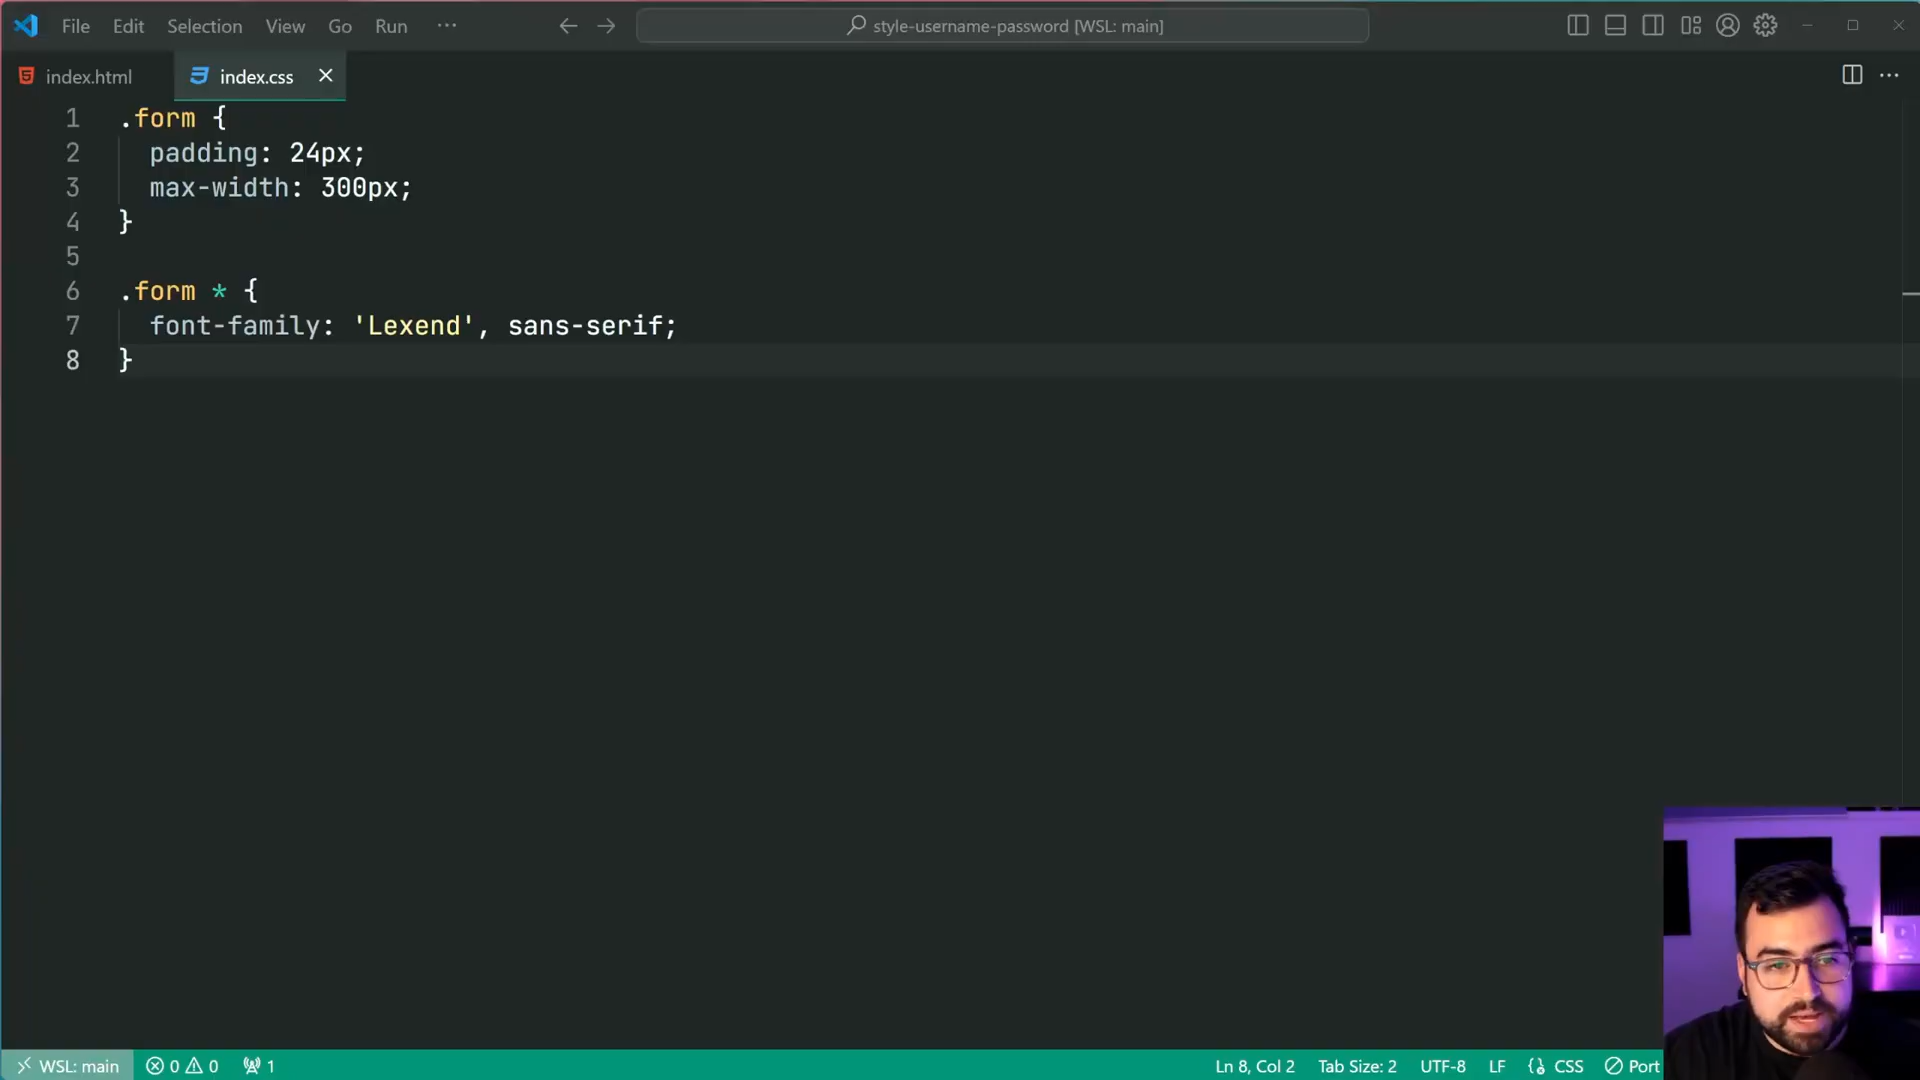 File Edit Selection View Go Run ··· style-username-password [WSL: main]
index.html index.css
1 .form {
2 padding: 24px;
3 max-width: 300px;
4 }
5
6 .form * {
7 font-family: 'Lexend', sans-serif;
8 }
WSL: main 0 0 1 Ln 8, Col 2 Tab Size: 2 UTF-8 LF CSS Port